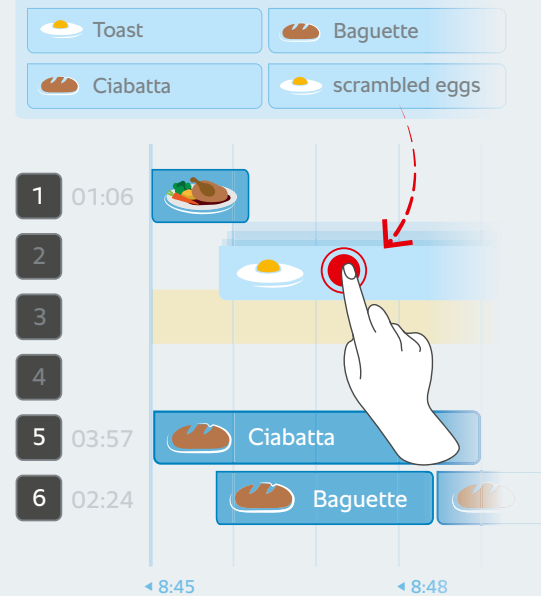 Toast
Baguette
Ciabatta
scrambled eggs
1 01:06
2
3
4
5 03:57 Ciabatta
6 02:24 Baguette
8:45 8:48